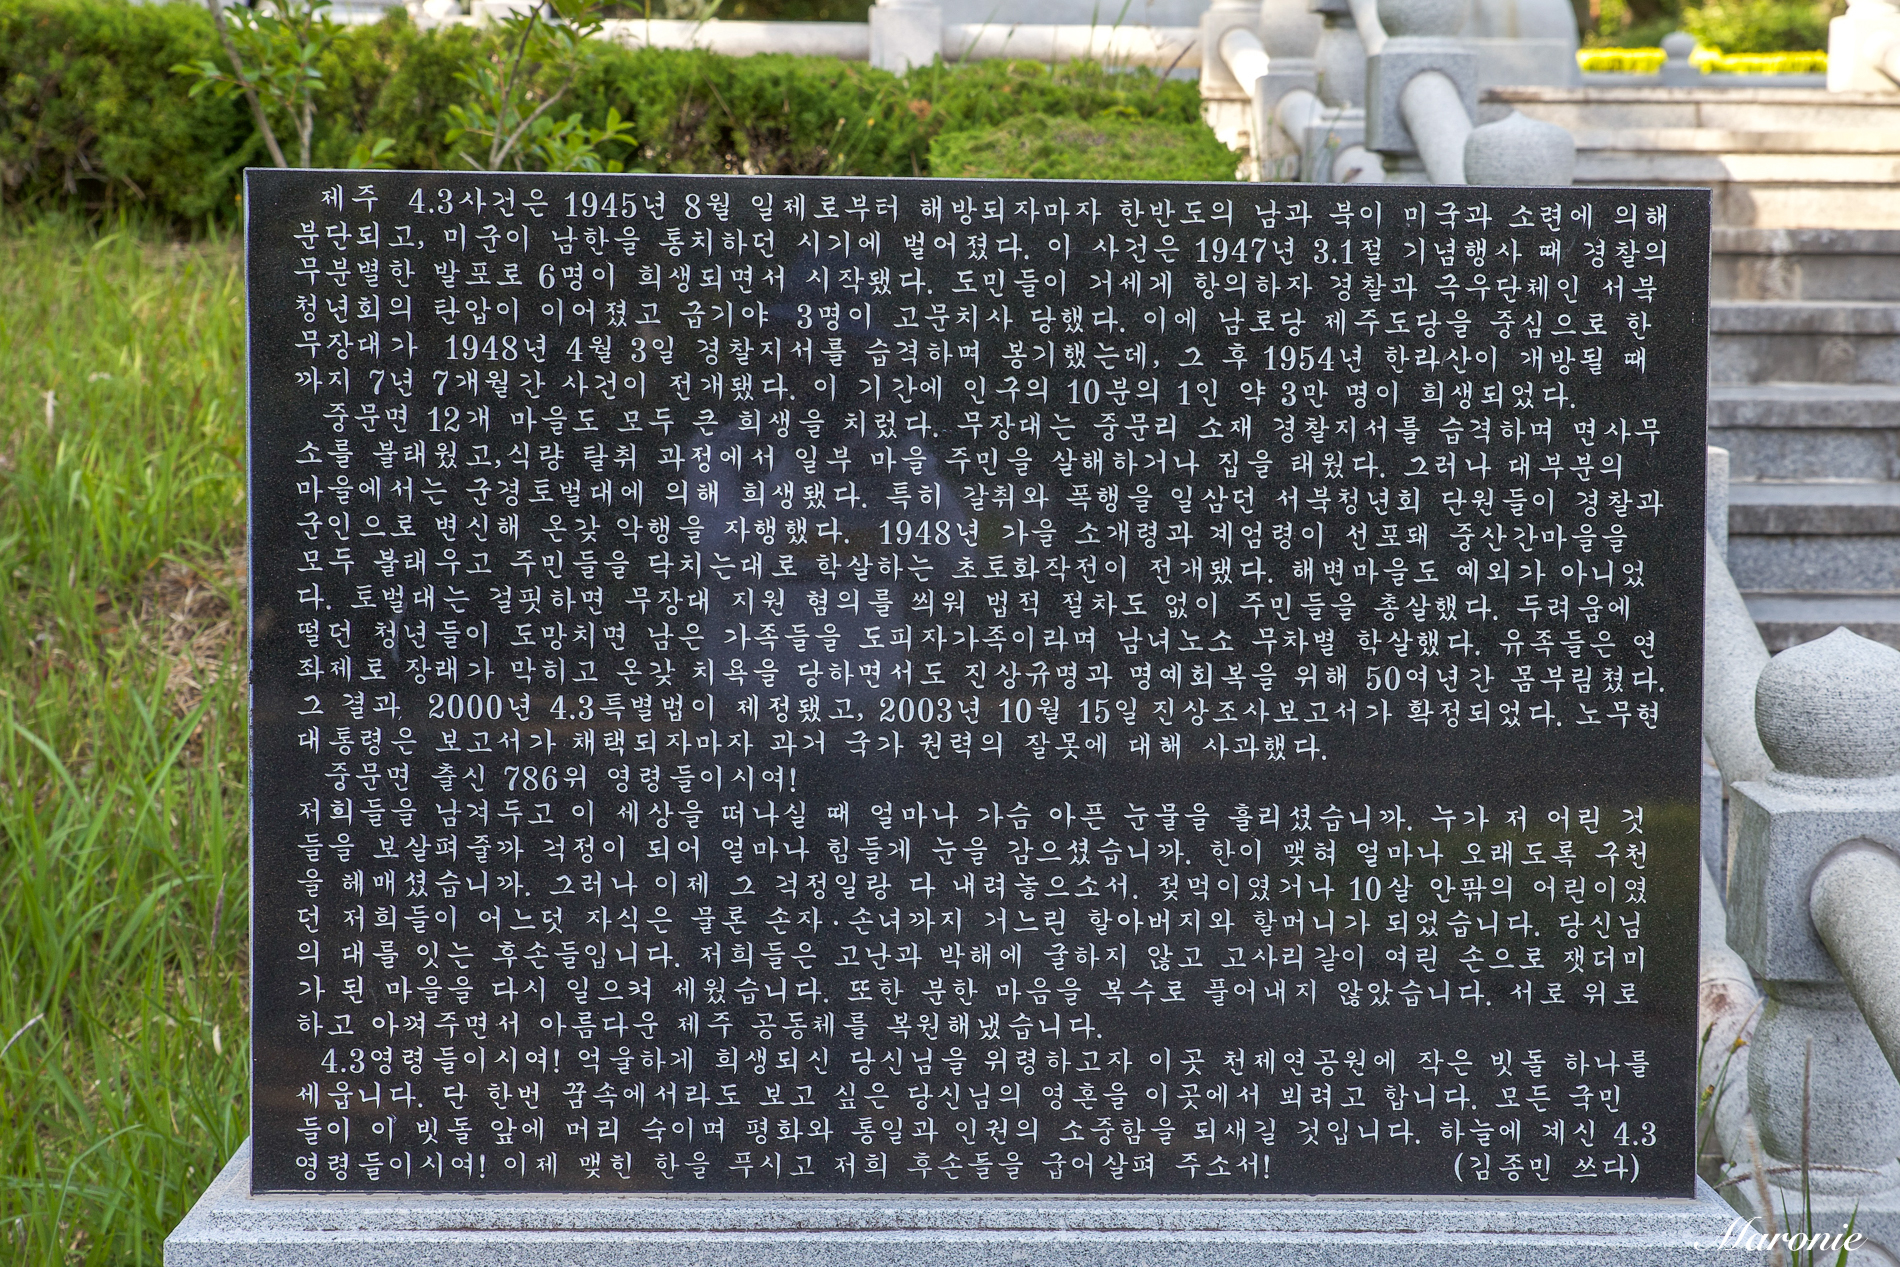 제주 4.3사건은 1945년 8월 일제로부터 해방되자마자 한반도의 남과 북이 미국과 소련에 의해
분단되고, 미군이 남한을 통치하던 시기에 벌어졌다. 이 사건은 1947년 3.1절 기념행사 때 경찰의
무분별한 발포로 6명이 희생되면서 시작됐다. 도민들이 거세게 항의하자 경찰과 극우단체인 서북
청년회의 탄압이 이어졌고 급기야 3명이 고문치사 당했다. 이에 남로당 제주도당을 중심으로 한
무장대가 1948년 4월 3일 경찰지서를 습격하며 봉기했는데, 그 후 1954년 한라산이 개방될 때
까지 7년 7개월간 사건이 전개됐다. 이 기간에 인구의 10분의 1인 약 3만 명이 희생되었다.
중문면 12개 마을도 모두 큰 희생을 치렀다. 무장대는 중문리 소재 경찰지서를 습격하며 면사무
소를 불태웠고,식량 탈취 과정에서 일부 마을 주민을 살해하거나 집을 태웠다. 그러나 대부분의
마을에서는 군경토벌대에 의해 희생됐다. 특히 갈취와 폭행을 일삼던 서북청년회 단원들이 경찰과
군인으로 변신해 온갖 악행을 자행했다. 1948년 가을 소개령과 계엄령이 선포돼 중산간마을을
모두 불태우고 주민들을 닥치는대로 학살하는 초토화작전이 전개됐다. 해변마을도 예외가 아니었
다. 토벌대는 걸핏하면 무장대 지원 혐의를 씌워 법적 절차도 없이 주민들을 총살했다. 두려움에
떨던 청년들이 도망치면 남은 가족들을 도피자가족이라며 남녀노소 무차별 학살했다. 유족들은 연
좌제로 장래가 막히고 온갖 치욕을 당하면서도 진상규명과 명예회복을 위해 50여년간 몸부림쳤다.
그 결과 2000년 4.3특별법이 제정됐고, 2003년 10월 15일 진상조사보고서가 확정되었다. 노무현
대통령은 보고서가 채택되자마자 과거 국가 권력의 잘못에 대해 사과했다.
중문면 출신 786위 영령들이시여!
저희들을 남겨두고 이 세상을 떠나실 때 얼마나 가슴 아픈 눈물을 흘리셨습니까. 누가 저 어린 것
들을 보살펴줄까 걱정이 되어 얼마나 힘들게 눈을 감으셨습니까. 한이 맺혀 얼마나 오래도록 구천
을 헤매셨습니까. 그러나 이제 그 걱정일랑 다 내려놓으소서. 젖먹이였거나 10살 안팎의 어린이였
던 저희들이 어느덧 자식은 물론 손자·손녀까지 거느린 할아버지와 할머니가 되었습니다. 당신님
의 대를 잇는 후손들입니다. 저희들은 고난과 박해에 굴하지 않고 고사리같이 여린 손으로 잿더미
가 된 마을을 다시 일으켜 세웠습니다. 또한 분한 마음을 복수로 풀어내지 않았습니다. 서로 위로
하고 아껴주면서 아름다운 제주 공동체를 복원해냈습니다.
4.3영령들이시여! 억울하게 희생되신 당신님을 위령하고자 이곳 천제연공원에 작은 빗돌 하나를
세웁니다. 단 한번 꿈속에서라도 보고 싶은 당신님의 영혼을 이곳에서 뵈려고 합니다. 모든 국민
들이 이 빗돌 앞에 머리 숙이며 평화와 통일과 인권의 소중함을 되새길 것입니다. 하늘에 계신 4.3
영령들이시여! 이제 맺힌 한을 푸시고 저희 후손들을 굽어살펴 주소서! (김종민 쓰다)
Maronie